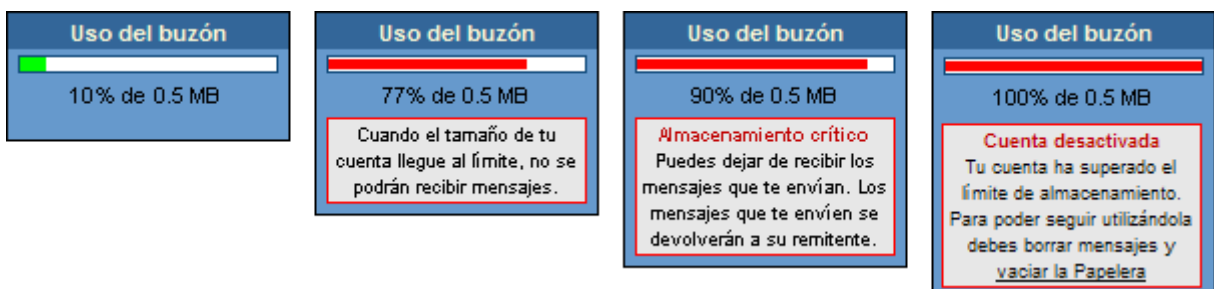 Uso del buzón
10% de 0.5 MB
Uso del buzón
77% de 0.5 MB
Cuando el tamaño de tu
cuenta llegue al límite, no se
podrán recibir mensajes.
Uso del buzón
90% de 0.5 MB
Almacenamiento crítico
Puedes dejar de recibir los
mensajes que te envían. Los
mensajes que te envíen se
devolverán a su remitente.
Uso del buzón
100% de 0.5 MB
Cuenta desactivada
Tu cuenta ha superado el
límite de almacenamiento.
Para poder seguir utilizándola
debes borrar mensajes y
vaciar la Papelera